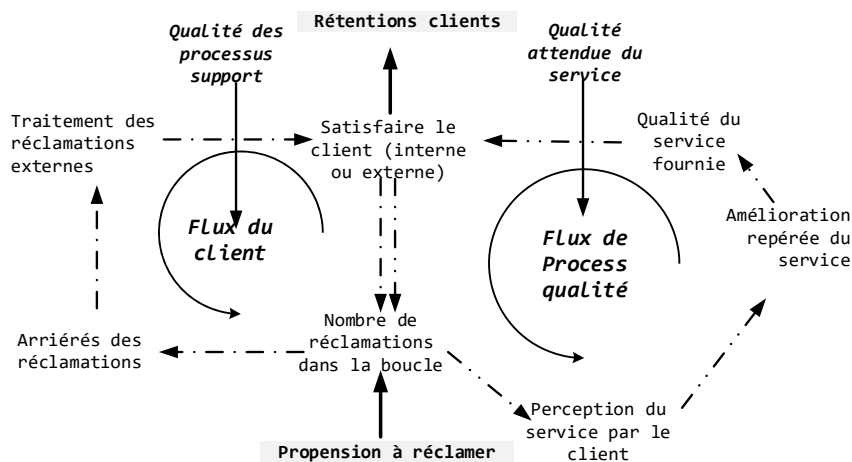 Rétentions clients
Qualité des
processus
support
Qualité
attendue du
service
Traitement des
réclamations
externes
Satisfaire le
client (interne
ou externe)
Qualité du
service
fournie
Flux du
client
Flux de
Process
qualité
Amélioration
repérée du
service
Arriérés des
réclamations
Nombre de
réclamations
dans la boucle
Perception du
service par le
client
Propension à réclamer